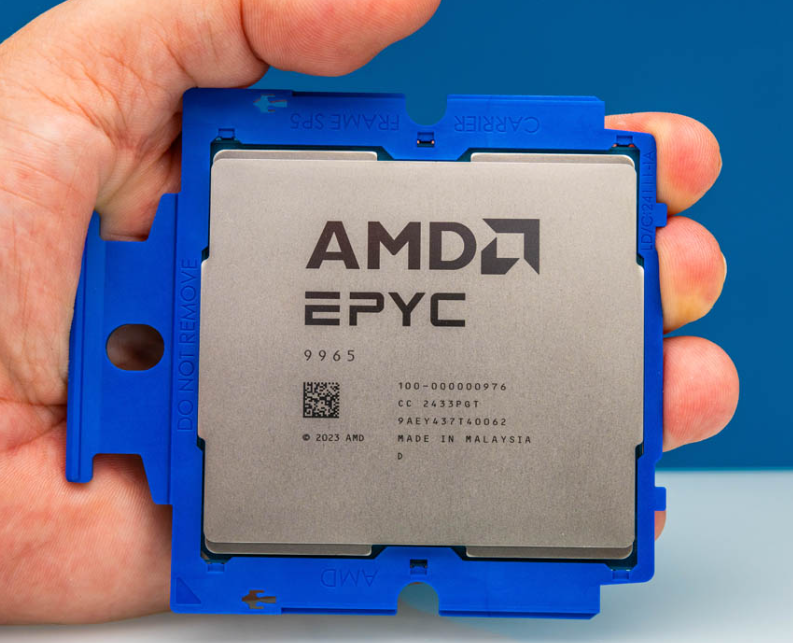 CARRIER FRAME SP5
AMD
EPYC
9965
100-000000976
CC 2433PGT
9AEY437T40062
© 2023 AMD
MADE IN MALAYSIA
D
DO NOT REMOVE
AMD